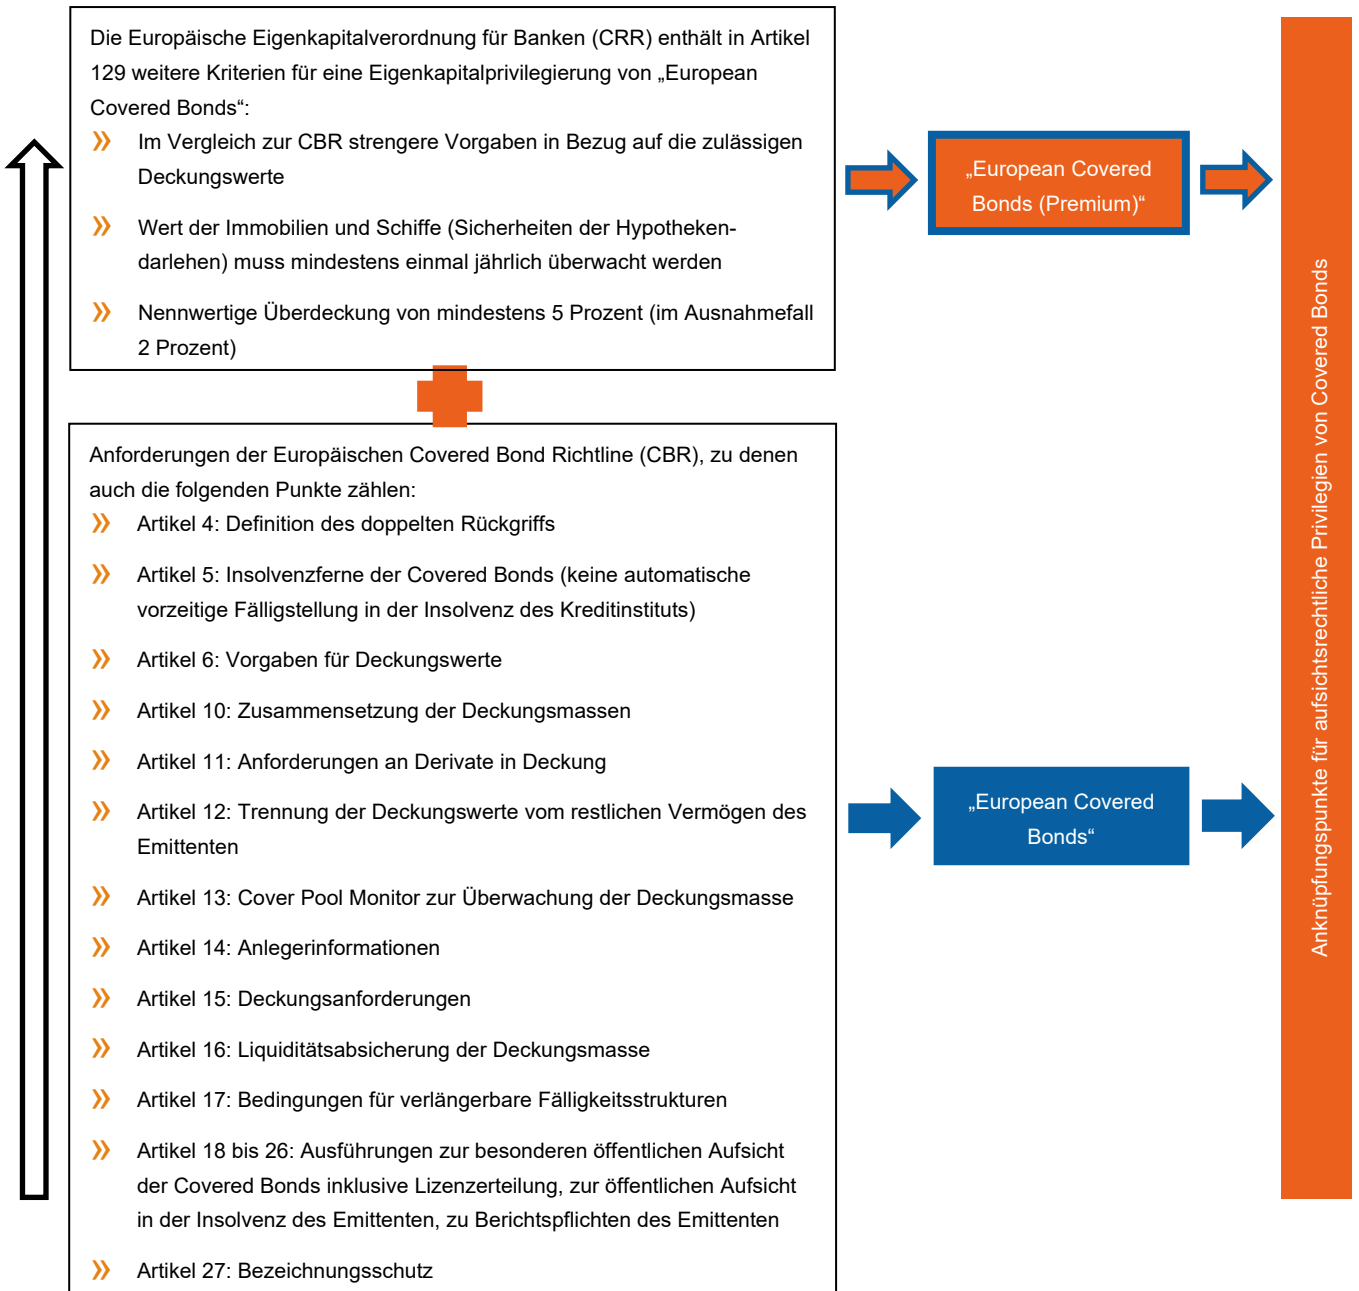 Die Europäische Eigenkapitalverordnung für Banken (CRR) enthält in Artikel
129 weitere Kriterien für eine Eigenkapitalprivilegierung von „European
Covered Bonds“:
Im Vergleich zur CBR strengere Vorgaben in Bezug auf die zulässigen
Deckungswerte
Wert der Immobilien und Schiffe (Sicherheiten der Hypotheken-
darlehen) muss mindestens einmal jährlich überwacht werden
Nennwertige Überdeckung von mindestens 5 Prozent (im Ausnahmefall
2 Prozent)
„European Covered
Bonds (Premium)“
Anforderungen der Europäischen Covered Bond Richtline (CBR), zu denen
auch die folgenden Punkte zählen:
Artikel 4: Definition des doppelten Rückgriffs
Artikel 5: Insolvenzferne der Covered Bonds (keine automatische
vorzeitige Fälligstellung in der Insolvenz des Kreditinstituts)
Artikel 6: Vorgaben für Deckungswerte
Artikel 10: Zusammensetzung der Deckungsmassen
Artikel 11: Anforderungen an Derivate in Deckung
Artikel 12: Trennung der Deckungswerte vom restlichen Vermögen des
Emittenten
Artikel 13: Cover Pool Monitor zur Überwachung der Deckungsmasse
Artikel 14: Anlegerinformationen
Artikel 15: Deckungsanforderungen
Artikel 16: Liquiditätsabsicherung der Deckungsmasse
Artikel 17: Bedingungen für verlängerbare Fälligkeitsstrukturen
Artikel 18 bis 26: Ausführungen zur besonderen öffentlichen Aufsicht
der Covered Bonds inklusive Lizenzerteilung, zur öffentlichen Aufsicht
in der Insolvenz des Emittenten, zu Berichtspflichten des Emittenten
Artikel 27: Bezeichnungsschutz
„European Covered
Bonds“
Anknüpfungspunkte für aufsichtsrechtliche Privilegien von Covered Bonds